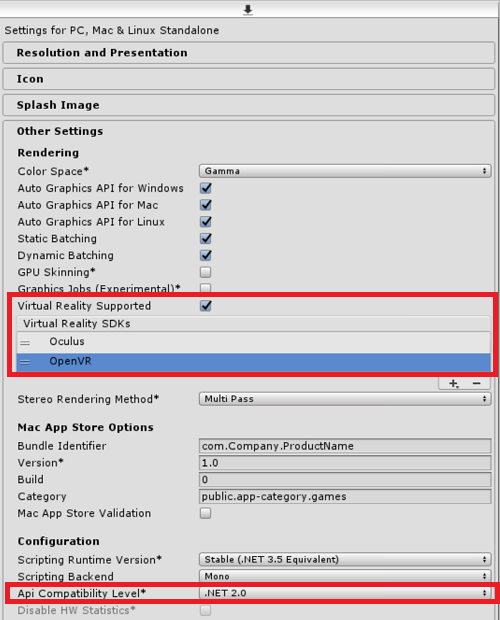 Settings for PC, Mac & Linux Standalone
Resolution and Presentation
Icon
Splash Image
Other Settings
Rendering
Color Space* Gamma
Auto Graphics API for Windows
Auto Graphics API for Mac
Auto Graphics API for Linux
Static Batching
Dynamic Batching
GPU Skinning*
Graphics Jobs (Experimental)*
Virtual Reality Supported
Virtual Reality SDKs
Oculus
OpenVR
Stereo Rendering Method* Multi Pass
Mac App Store Options
Bundle Identifier com.Company.ProductName
Version* 1.0
Build 0
Category public.app-category.games
Mac App Store Validation
Configuration
Scripting Runtime Version* Stable (.NET 3.5 Equivalent)
Scripting Backend Mono
Api Compatibility Level* .NET 2.0
Disable HW Statistics*